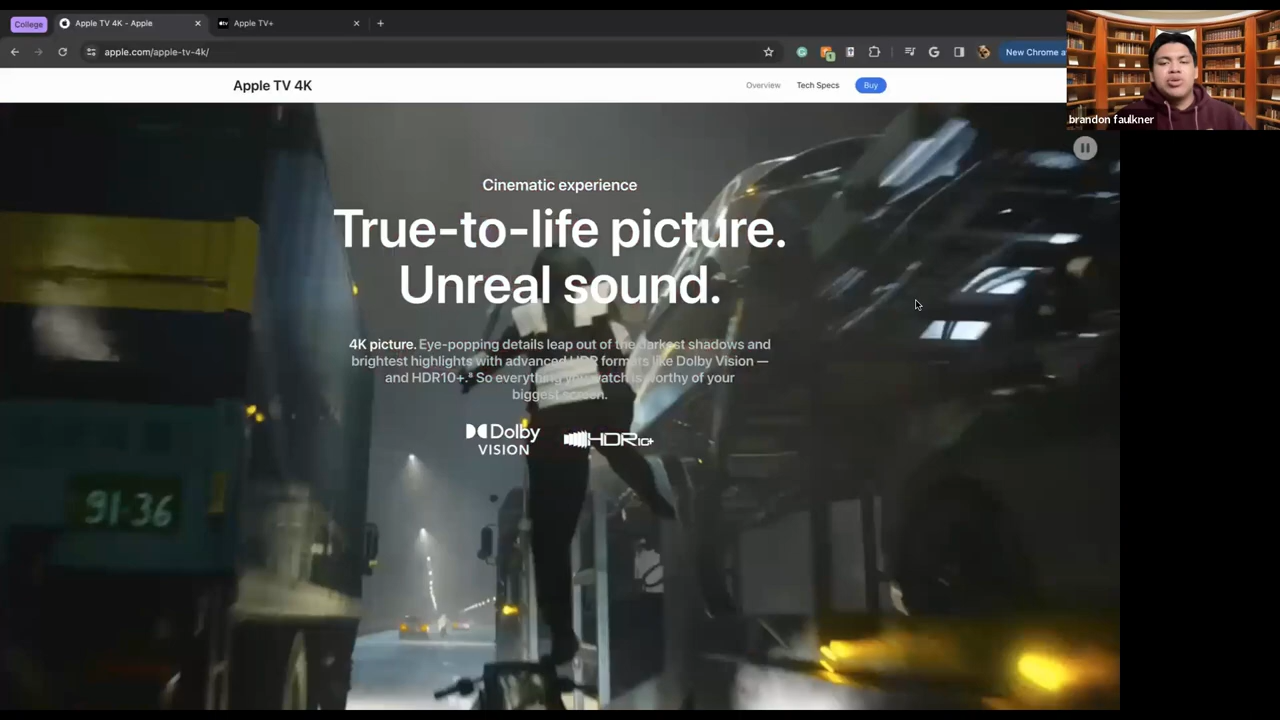 College
Apple TV 4K - Apple
Apple TV+
apple.com/apple-tv-4k/
New Chrome a
brandon faulkner
Apple TV 4K
Overview
Tech Specs
Buy
Cinematic experience
True-to-life picture.
Unreal sound.
4K picture. Eye-popping details leap out of the darkest shadows and
brightest highlights with advanced HDR formats like Dolby Vision —
and HDR10+.⁸ So everything you watch is worthy of your
biggest screen.
Dolby
VISION
HDR10+
91-36